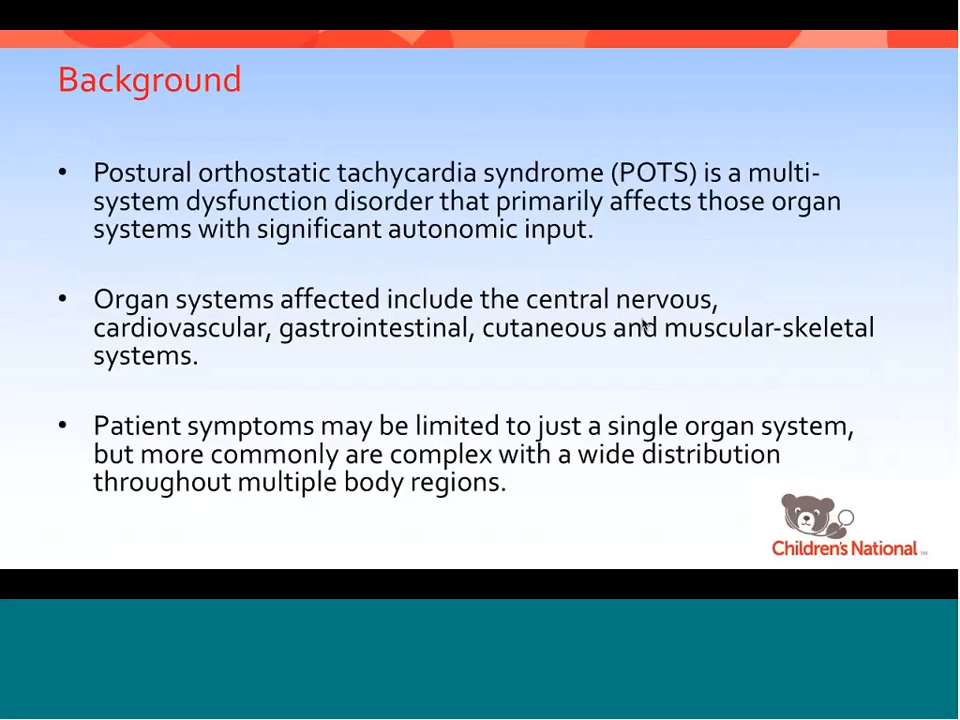 Background
• Postural orthostatic tachycardia syndrome (POTS) is a multi-
system dysfunction disorder that primarily affects those organ
systems with significant autonomic input.
• Organ systems affected include the central nervous,
cardiovascular, gastrointestinal, cutaneous and muscular-skeletal
systems.
• Patient symptoms may be limited to just a single organ system,
but more commonly are complex with a wide distribution
throughout multiple body regions.
Children's National